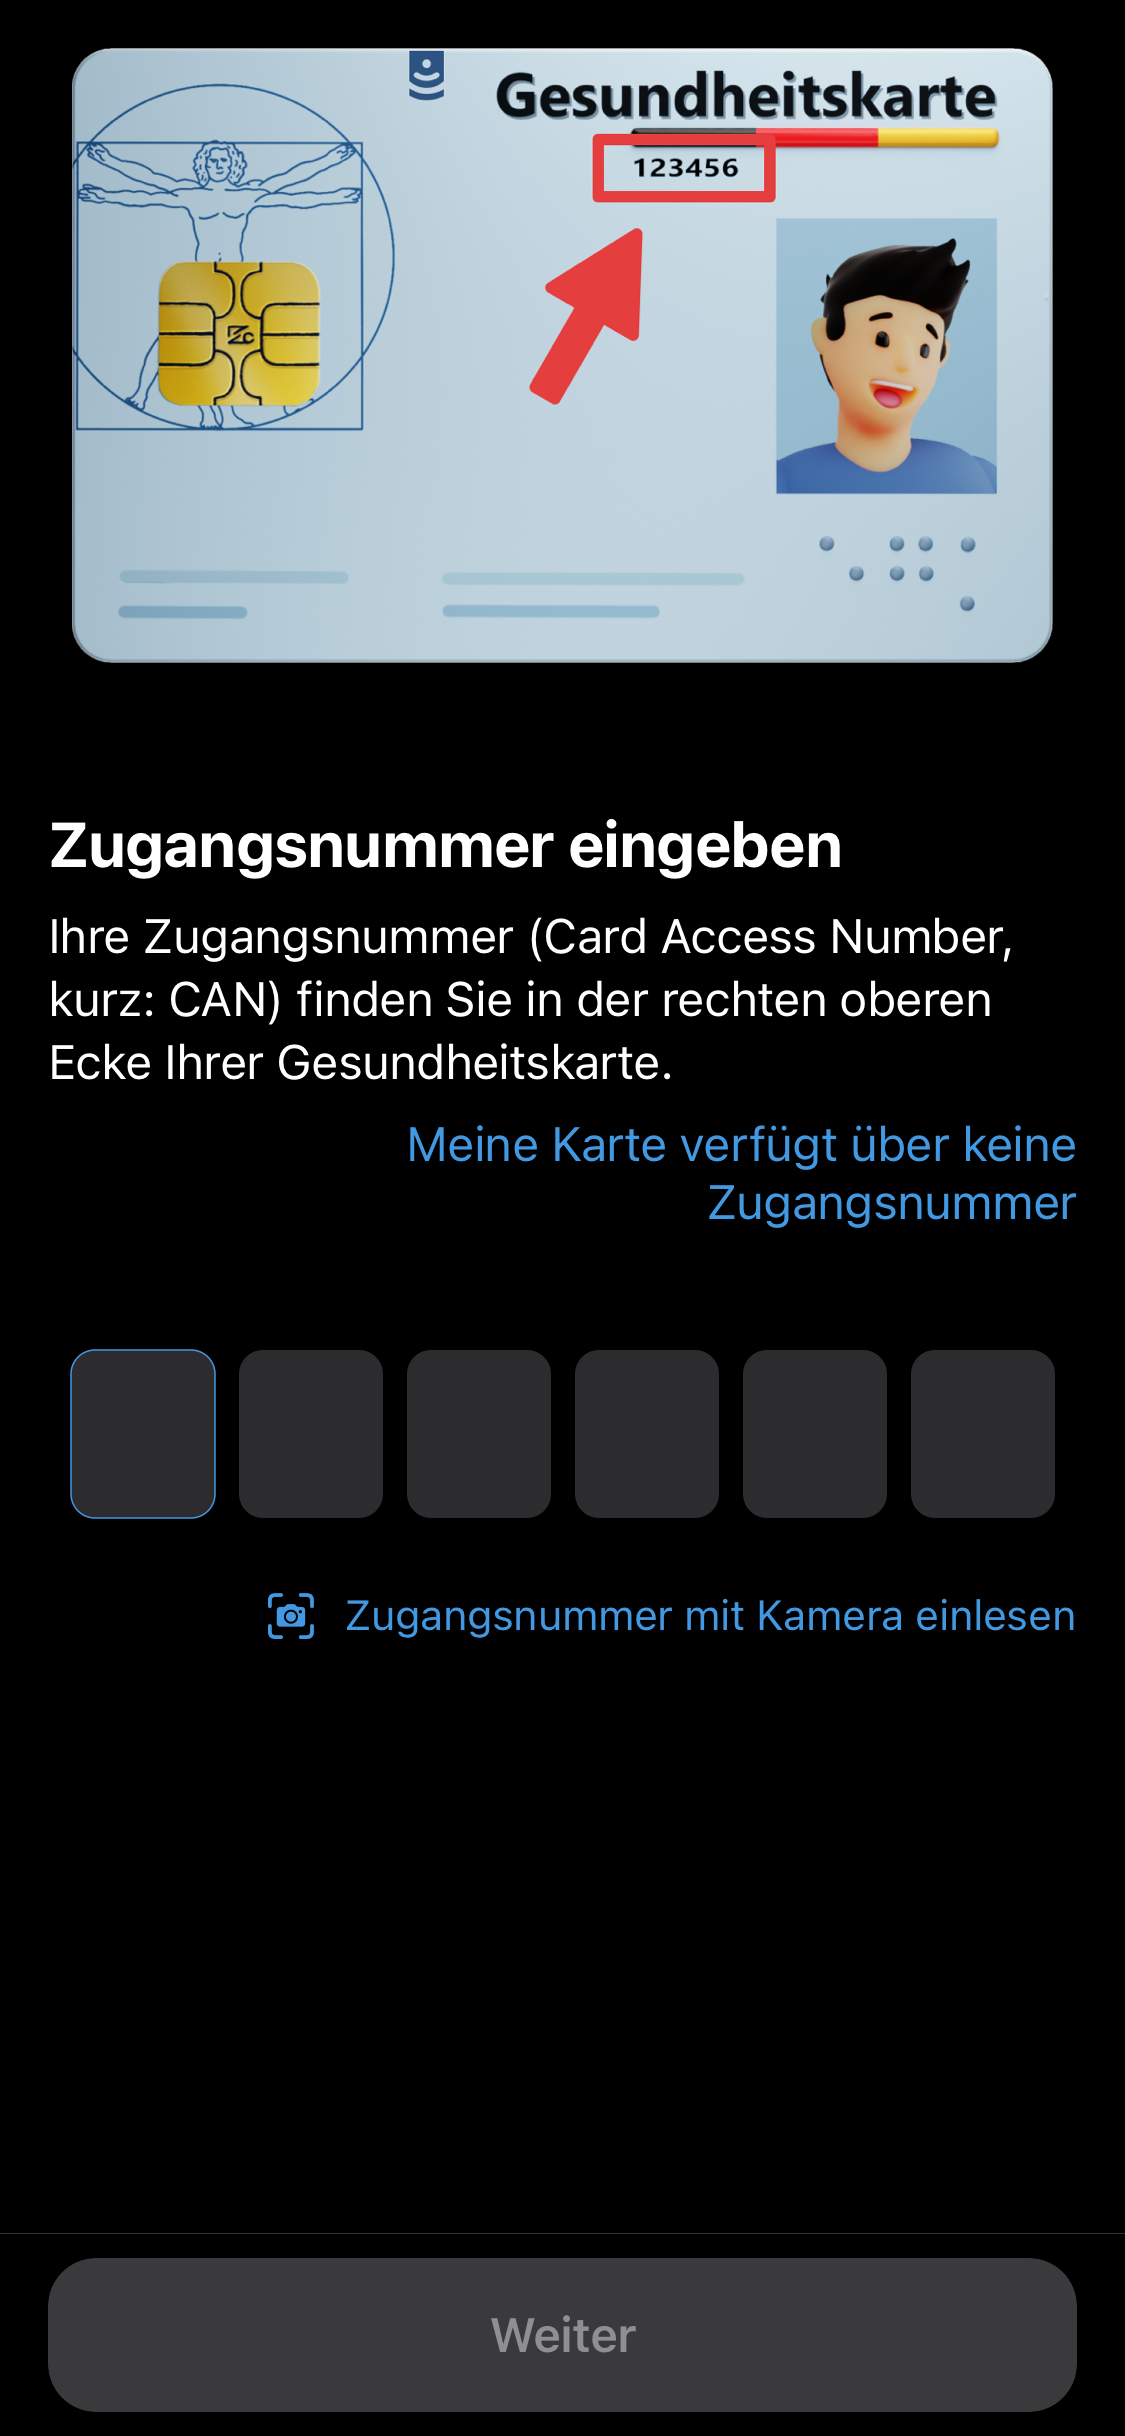 Gesundheitskarte
123456
Zugangsnummer eingeben
Ihre Zugangsnummer (Card Access Number,
kurz: CAN) finden Sie in der rechten oberen
Ecke Ihrer Gesundheitskarte.
Meine Karte verfügt über keine
Zugangsnummer
Zugangsnummer mit Kamera einlesen
Weiter